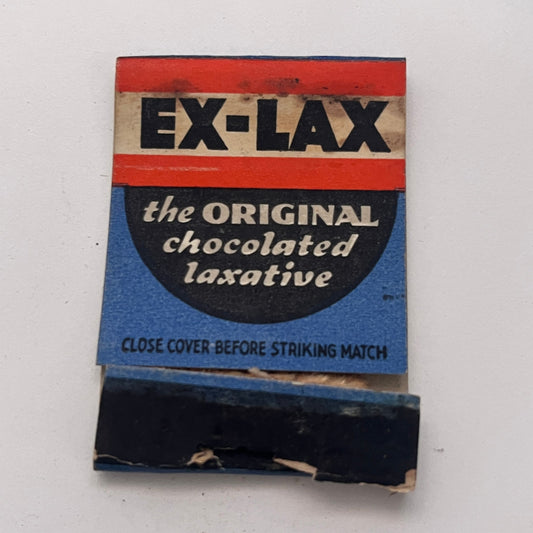 EX-LAX
the ORIGINAL
chocolated
laxative
CLOSE COVER BEFORE STRIKING MATCH